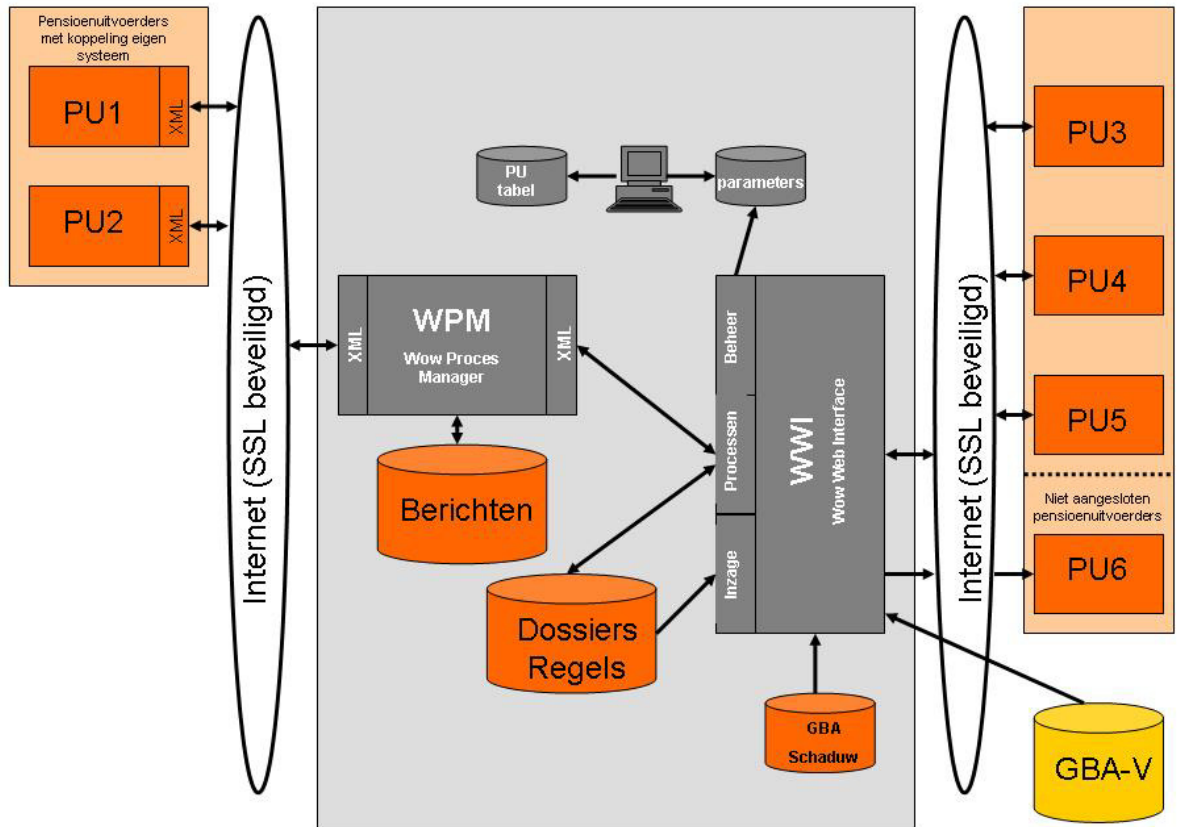 Pensioenuitvoerders
met koppeling eigen
systeem
PU1
XML
PU2
XML
Internet (SSL beveiligd)
PU
tabel
parameters
XML
WPM
Wow Proces
Manager
XML
Berichten
Dossiers
Regels
Beheer
Processen
Inzage
WWI
Wow Web Interface
GBA
Schaduw
Internet (SSL beveiligd)
PU3
PU4
PU5
Niet aangesloten
pensioenuitvoerders
PU6
GBA-V